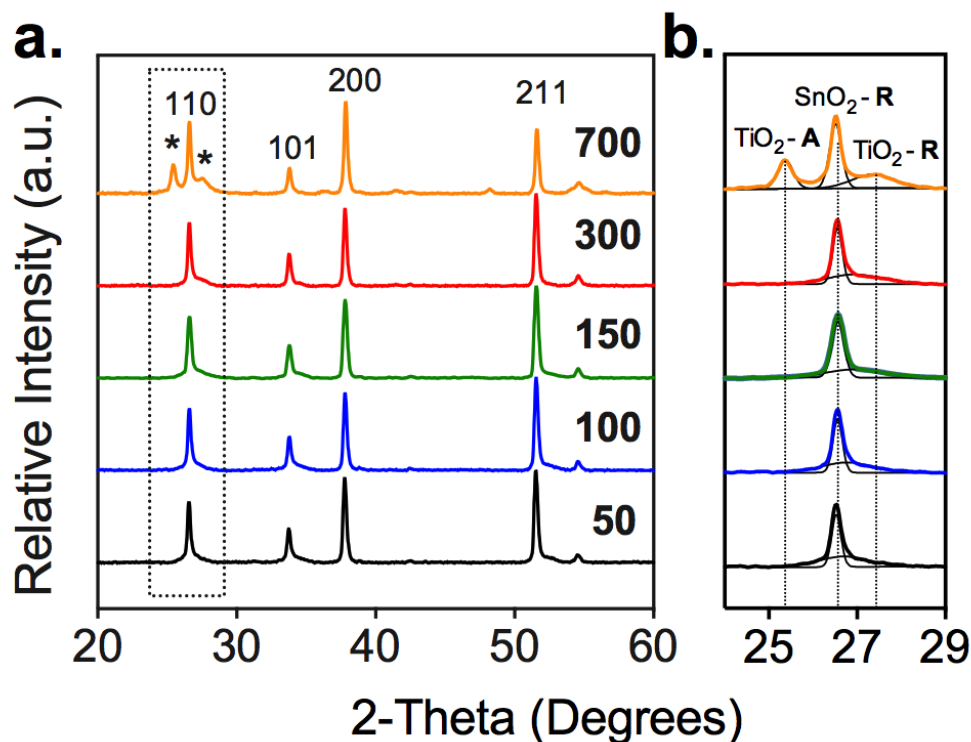 a.
Relative Intensity (a.u.)
110
*
*
101
200
211
700
300
150
100
50
20
30
40
50
60
b.
SnO₂-R
TiO₂-A
TiO₂-R
25
27
29
2-Theta (Degrees)